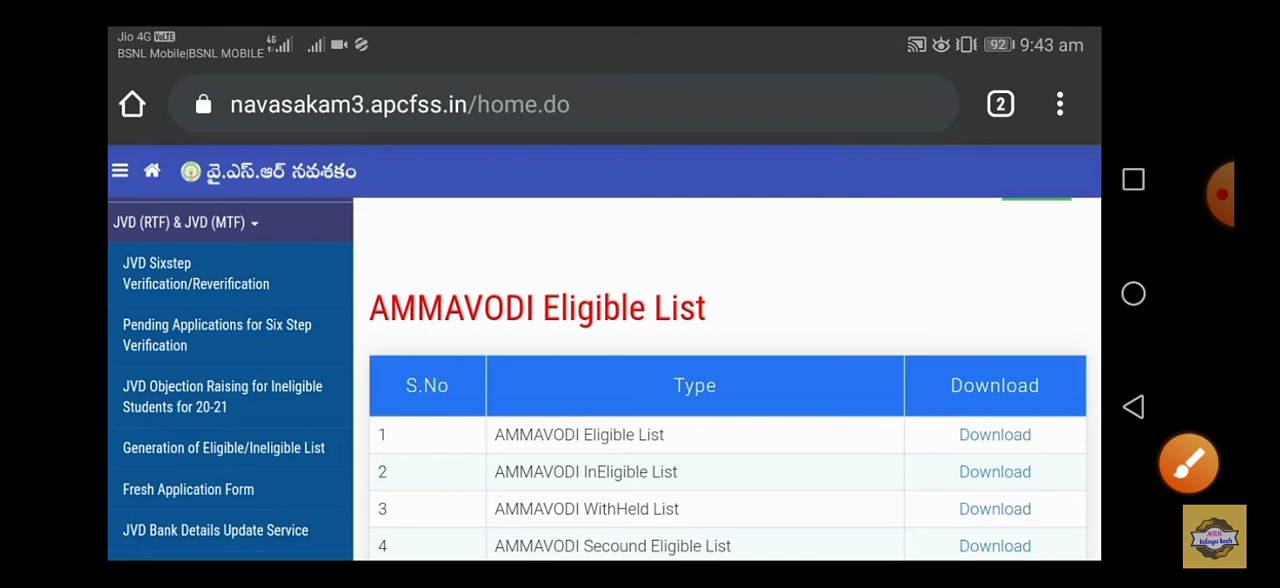 Jio 4G VoLTE
BSNL Mobile|BSNL MOBILE
4G
92
9:43 am
navasakam3.apcfss.in/home.do
2
వై.ఎస్.ఆర్ నవశకం
JVD (RTF) & JVD (MTF)
JVD Sixstep
Verification/Reverification
Pending Applications for Six Step
Verification
JVD Objection Raising for Ineligible
Students for 20-21
Generation of Eligible/Ineligible List
Fresh Application Form
JVD Bank Details Update Service
AMMAVODI Eligible List
S.No Type Download
1 AMMAVODI Eligible List Download
2 AMMAVODI InEligible List Download
3 AMMAVODI WithHeld List Download
4 AMMAVODI Secound Eligible List Download
telugu tech